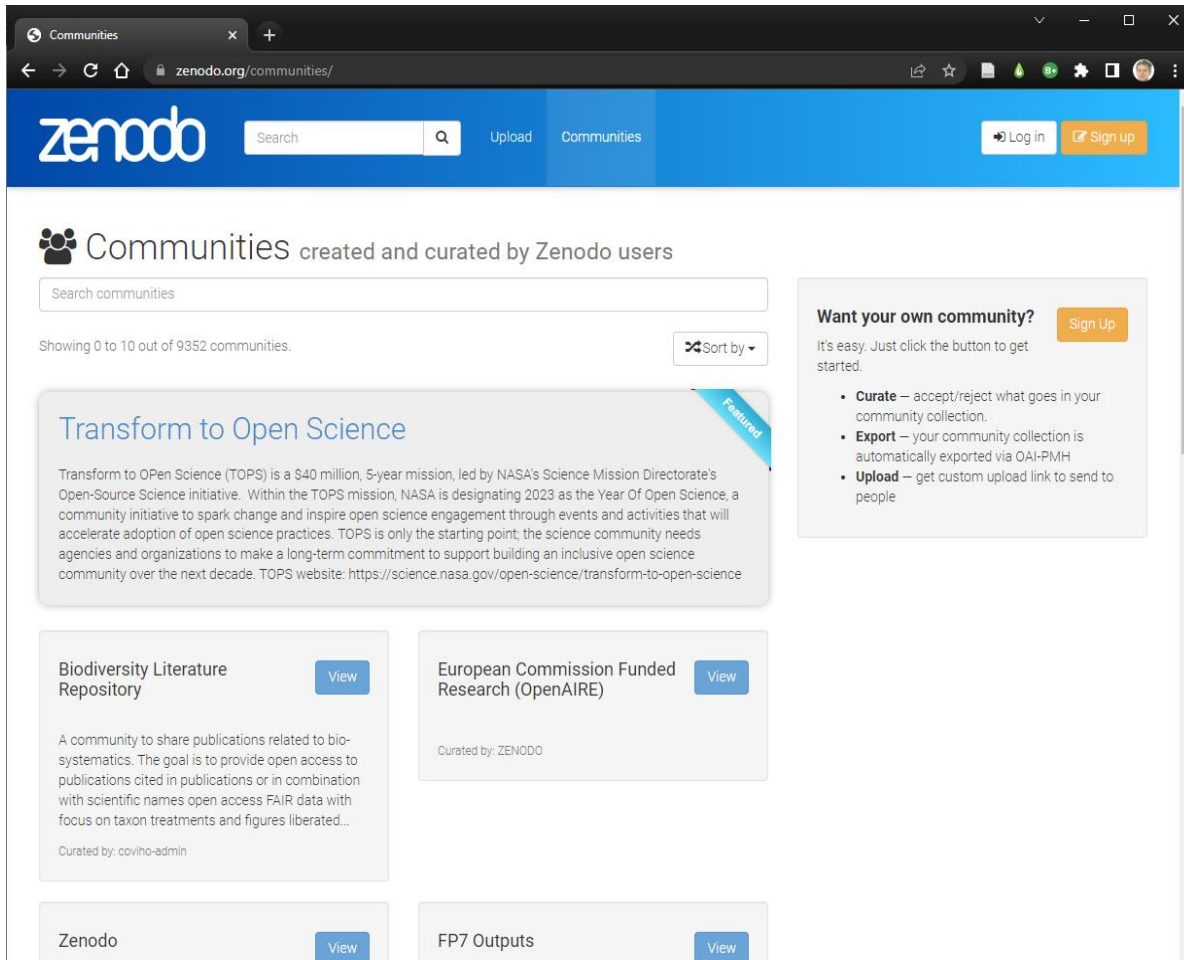 Communities
zenodo.org/communities/
zenodo
Search
Upload
Communities
Log in
Sign up
Communities created and curated by Zenodo users
Search communities
Showing 0 to 10 out of 9352 communities.
Sort by
Featured
Transform to Open Science
Transform to OPen Science (TOPS) is a $40 million, 5-year mission, led by NASA's Science Mission Directorate's
Open-Source Science initiative. Within the TOPS mission, NASA is designating 2023 as the Year Of Open Science, a
community initiative to spark change and inspire open science engagement through events and activities that will
accelerate adoption of open science practices. TOPS is only the starting point; the science community needs
agencies and organizations to make a long-term commitment to support building an inclusive open science
community over the next decade. TOPS website: https://science.nasa.gov/open-science/transform-to-open-science
Want your own community?
Sign Up
It's easy. Just click the button to get
started.
• Curate — accept/reject what goes in your
community collection.
• Export — your community collection is
automatically exported via OAI-PMH
• Upload — get custom upload link to send to
people
Biodiversity Literature
Repository
View
A community to share publications related to bio-
systematics. The goal is to provide open access to
publications cited in publications or in combination
with scientific names open access FAIR data with
focus on taxon treatments and figures liberated...
Curated by: coviho-admin
European Commission Funded
Research (OpenAIRE)
View
Curated by: ZENODO
Zenodo
View
FP7 Outputs
View